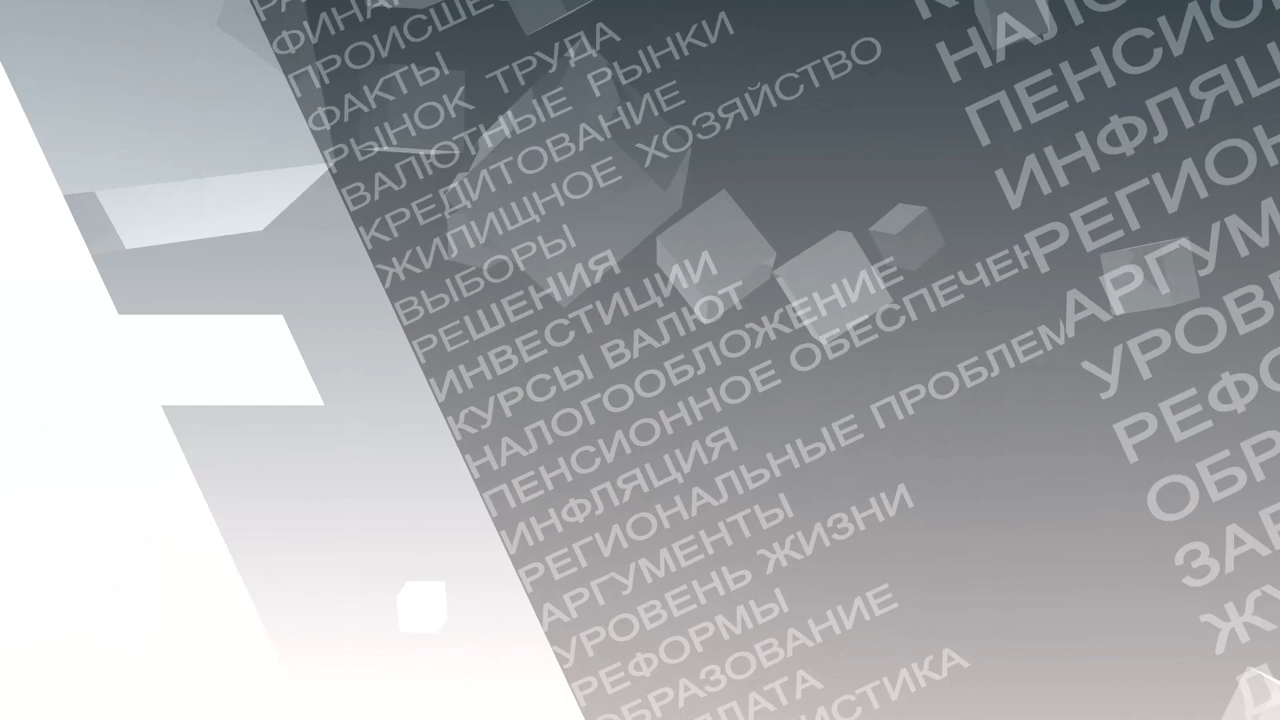 ФАКТЫ
РЫНОК ТРУДА
ВАЛЮТНЫЕ РЫНКИ
КРЕДИТОВАНИЕ
ЖИЛИЩНОЕ ХОЗЯЙСТВО
ВЫБОРЫ
РЕШЕНИЯ
ИНВЕСТИЦИИ
КУРСЫ ВАЛЮТ
НАЛОГООБЛОЖЕНИЕ
ПЕНСИОННОЕ ОБЕСПЕЧЕН
ИНФЛЯЦИЯ
РЕГИОНАЛЬНЫЕ ПРОБЛЕМ
АРГУМЕНТЫ
УРОВЕНЬ ЖИЗНИ
РЕФОРМЫ
ОБРАЗОВАНИЕ
НАЛО
ПЕНСИО
ИНФЛЯЦ
РЕГИОН
АРГУМ
УРОВ
РЕФО
ОБР